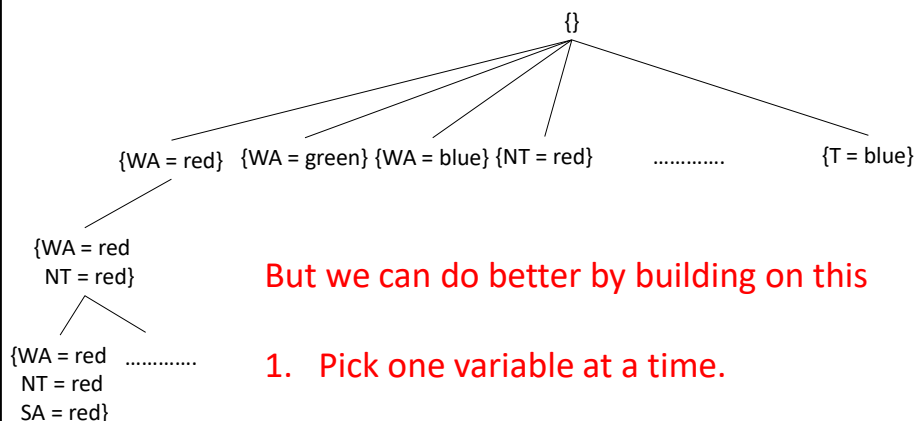 {}
{WA = red} {WA = green} {WA = blue} {NT = red} ............. {T = blue}
{WA = red
NT = red}
But we can do better by building on this
{WA = red .............
NT = red
SA = red}
1. Pick one variable at a time.